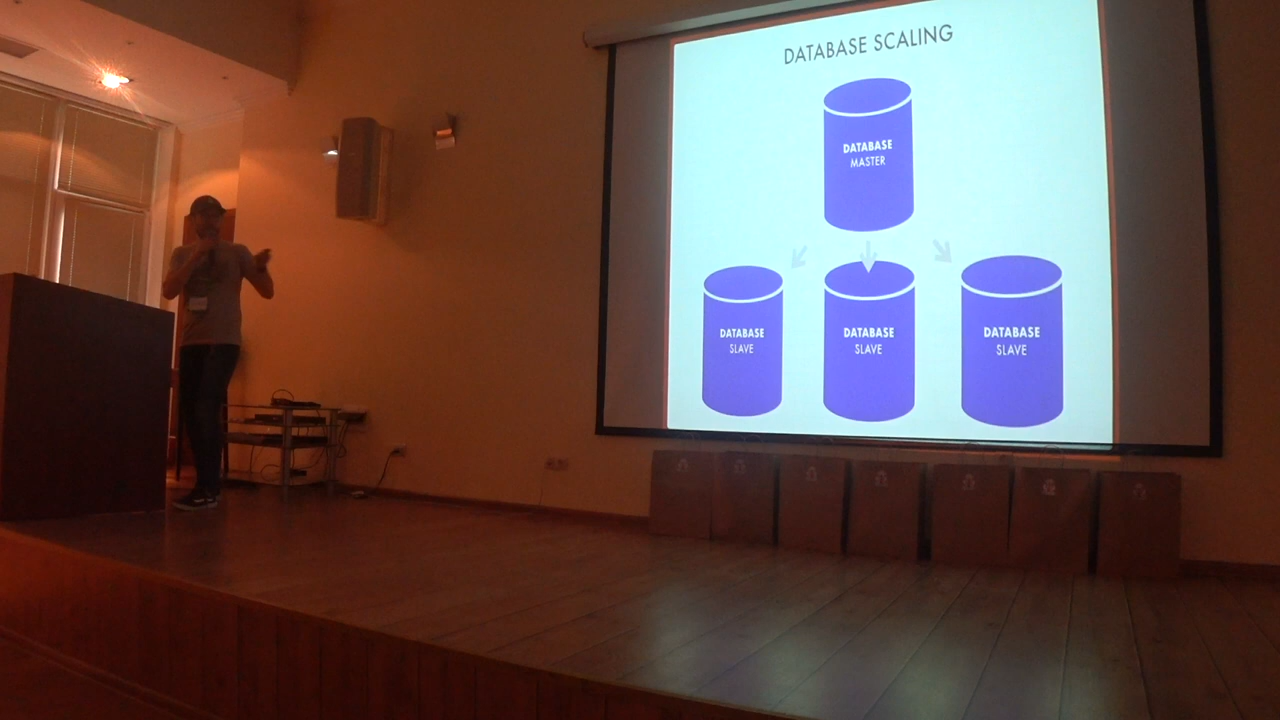 DATABASE SCALING
DATABASE
MASTER
DATABASE
SLAVE
DATABASE
SLAVE
DATABASE
SLAVE